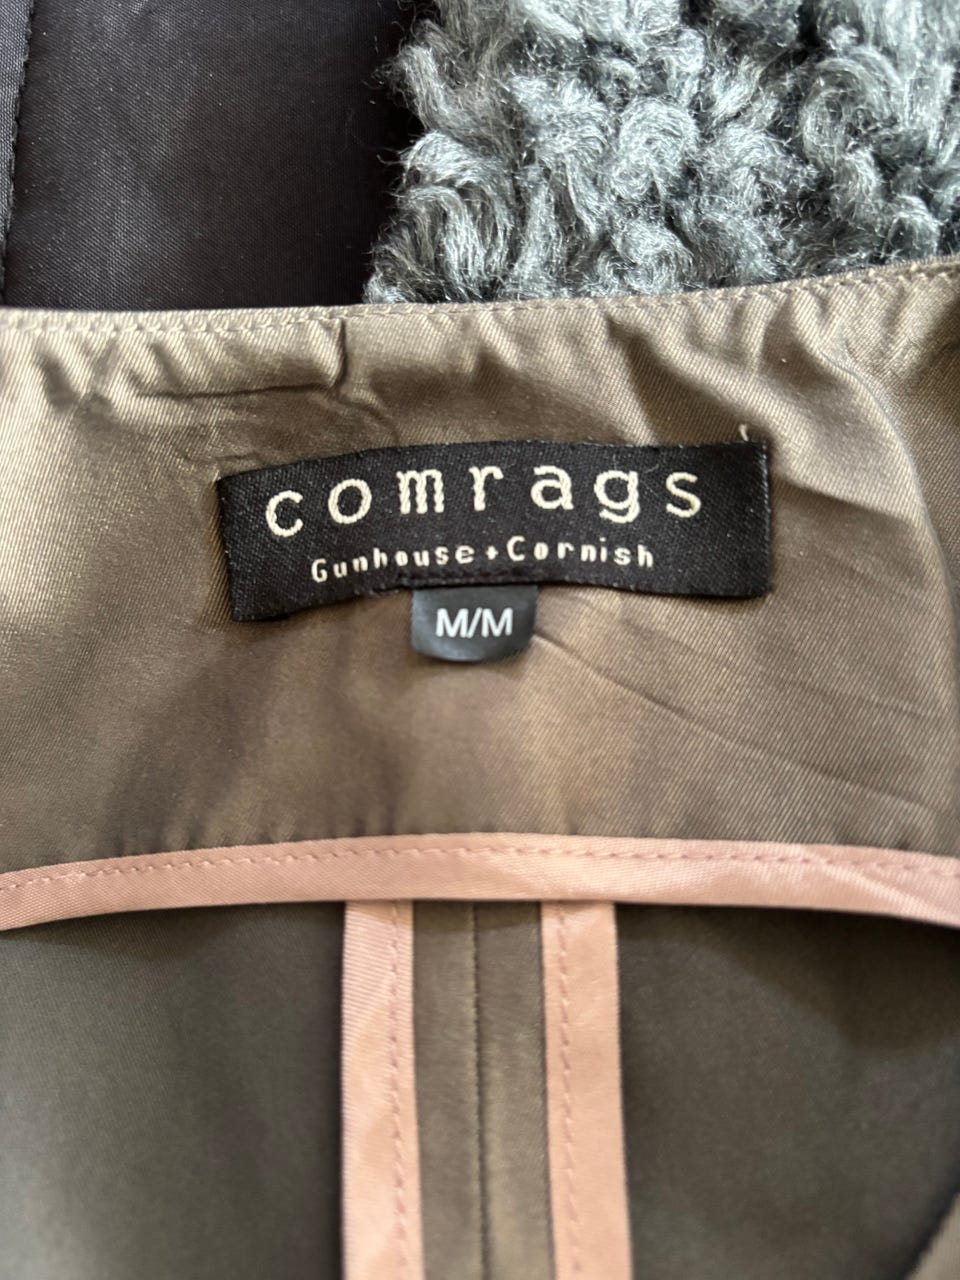 comrags
Gunhouse + Cornish
M/M